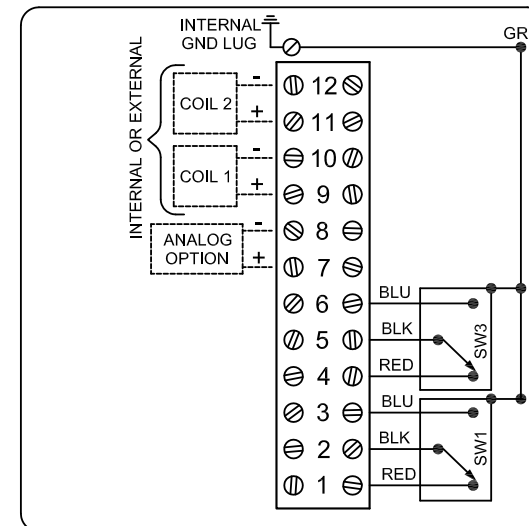 INTERNAL
GND LUG
GR
INTERNAL OR EXTERNAL
COIL 2
-
+
COIL 1
-
+
ANALOG
OPTION
-
+
12
11
10
9
8
7
6
5
4
3
2
1
BLU
BLK
RED
SW3
BLU
BLK
RED
SW1